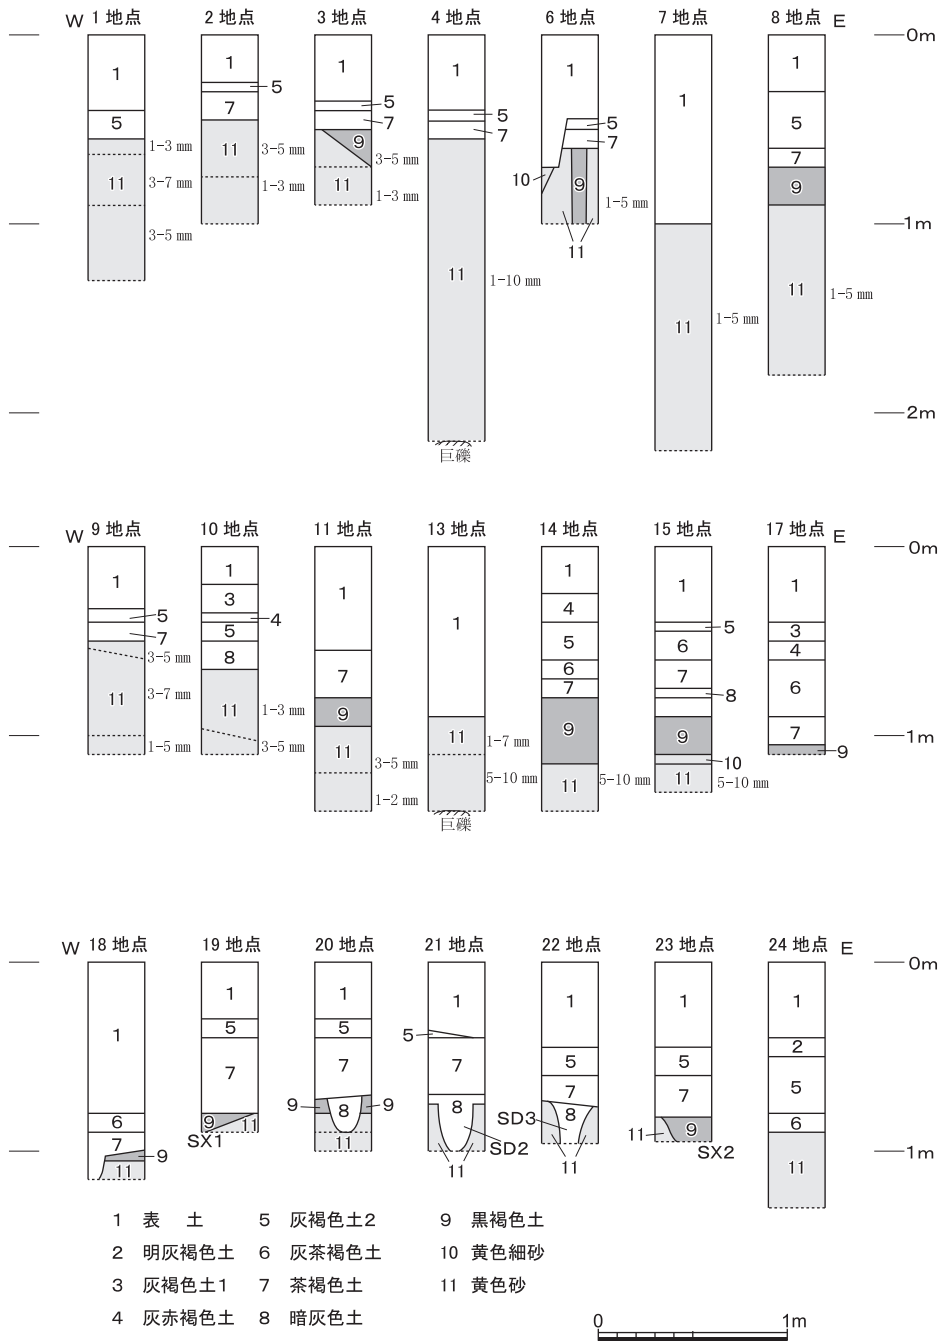 W 1地点 2地点 3地点 4地点 6地点 7地点 8地点 E
0m
1 1 1 1 1 1 1
5 5 5 5 5 5
7 7 7 7 7
9 9 9
10
11 11 11 11 11 11 11
1-3 mm
3-7 mm
3-5 mm
3-5 mm
1-3 mm
3-5 mm
1-3 mm
1-10 mm
1-5 mm
1-5 mm
1-5 mm
1m
2m
巨礫
W 9地点 10地点 11地点 13地点 14地点 15地点 17地点 E
0m
1 1 1 1 1 1 1
5 3 4 5 3
7 4 5 6 4
5 7 6 7 6
8 9 7 8 7
11 11 11 11 9 9 9
10
11 11
3-5 mm
3-7 mm
1-5 mm
1-3 mm
3-5 mm
3-5 mm
1-2 mm
1-7 mm
5-10 mm
5-10 mm
5-10 mm
1m
巨礫
W 18地点 19地点 20地点 21地点 22地点 23地点 24地点 E
0m
1 1 1 1 1 1 1
5 5 5 5 5 2
7 7 7 7 7 5
6 9 8 9 8 8 9 6
7 9 11 11 11 11 11 11
11
SX1
SD2
SD3
SX2
1m
1 表 土 5 灰褐色土2 9 黒褐色土
2 明灰褐色土 6 灰茶褐色土 10 黄色細砂
3 灰褐色土1 7 茶褐色土 11 黄色砂
4 灰赤褐色土 8 暗灰色土
0 1m